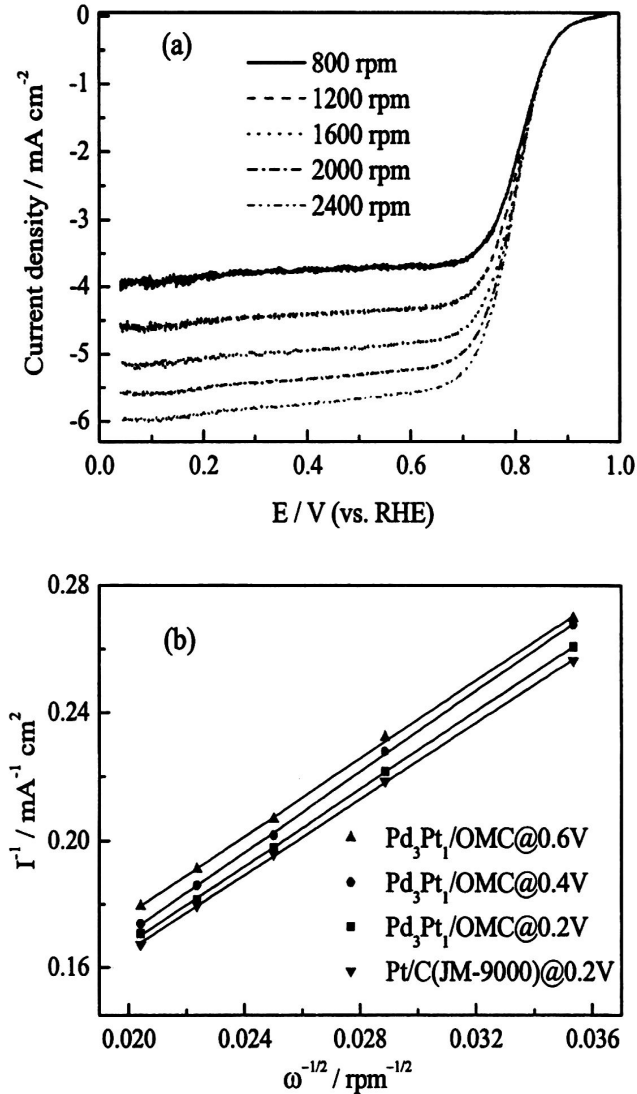 (a)
800 rpm
1200 rpm
1600 rpm
2000 rpm
2400 rpm
Current density / mA cm⁻²
0
-1
-2
-3
-4
-5
-6
0.0 0.2 0.4 0.6 0.8 1.0
E / V (vs. RHE)
(b)
I⁻¹ / mA⁻¹ cm²
0.28
0.24
0.20
0.16
Pd₃Pt₁/OMC@0.6V
Pd₃Pt₁/OMC@0.4V
Pd₃Pt₁/OMC@0.2V
Pt/C(JM-9000)@0.2V
0.020 0.024 0.028 0.032 0.036
ω⁻¹/² / rpm⁻¹/²